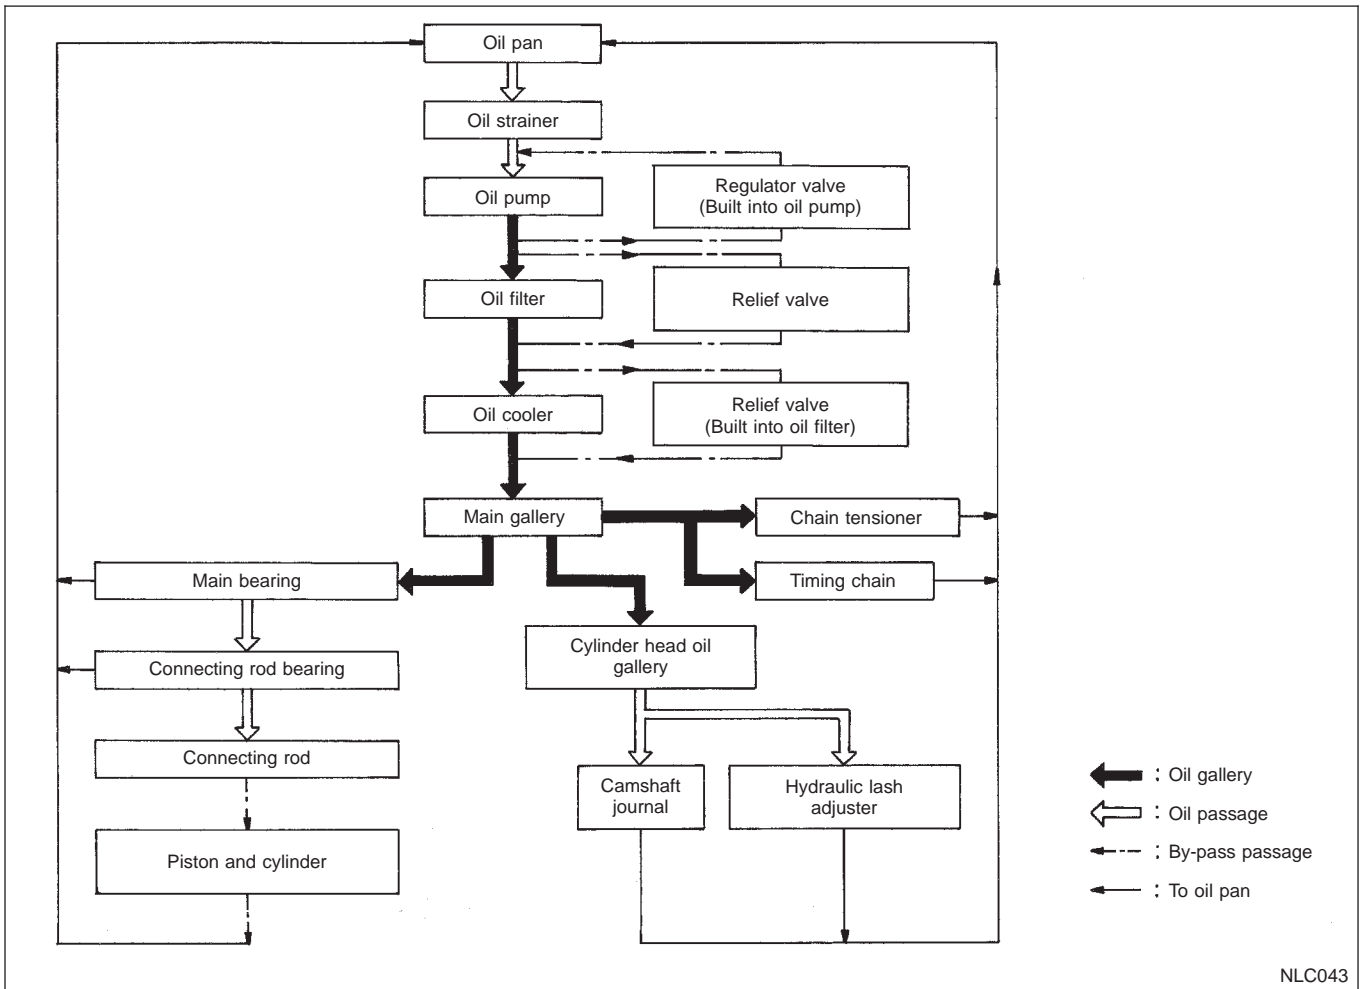 Oil pan
Oil strainer
Oil pump
Regulator valve
(Built into oil pump)
Oil filter
Relief valve
Oil cooler
Relief valve
(Built into oil filter)
Main gallery
Chain tensioner
Main bearing
Timing chain
Cylinder head oil
gallery
Connecting rod bearing
Connecting rod
Camshaft
journal
Hydraulic lash
adjuster
Piston and cylinder
: Oil gallery
: Oil passage
: By-pass passage
: To oil pan
NLC043